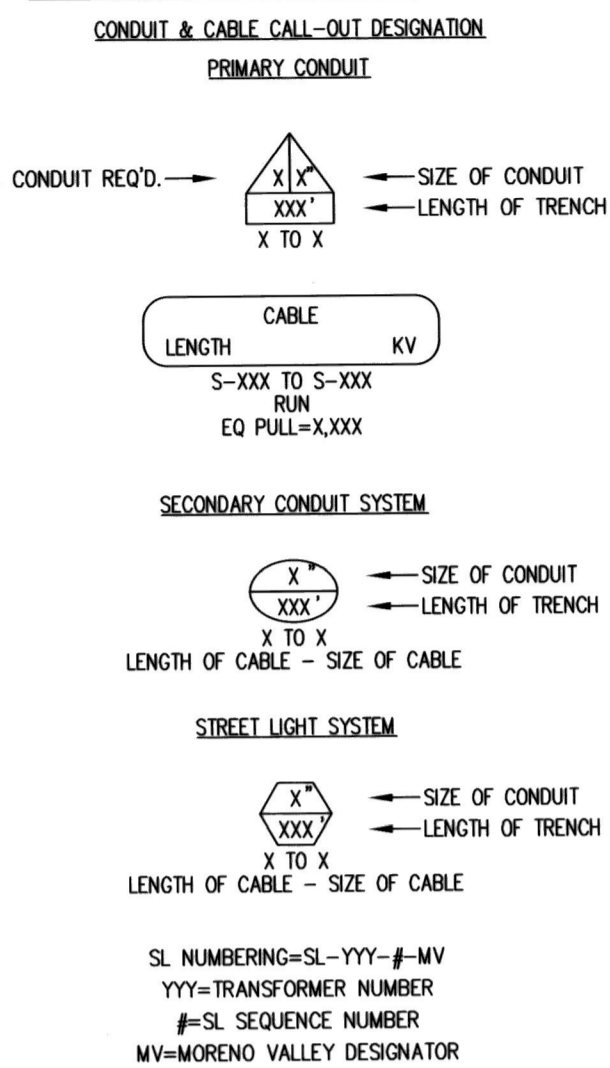 CONDUIT & CABLE CALL-OUT DESIGNATION
PRIMARY CONDUIT
CONDUIT REQ'D.
X X"
SIZE OF CONDUIT
XXX'
LENGTH OF TRENCH
X TO X
CABLE
LENGTH KV
S-XXX TO S-XXX
RUN
EQ PULL=X,XXX
SECONDARY CONDUIT SYSTEM
X"
SIZE OF CONDUIT
XXX'
LENGTH OF TRENCH
X TO X
LENGTH OF CABLE - SIZE OF CABLE
STREET LIGHT SYSTEM
X"
SIZE OF CONDUIT
XXX'
LENGTH OF TRENCH
X TO X
LENGTH OF CABLE - SIZE OF CABLE
SL NUMBERING=SL-YYY-#-MV
YYY=TRANSFORMER NUMBER
#=SL SEQUENCE NUMBER
MV=MORENO VALLEY DESIGNATOR